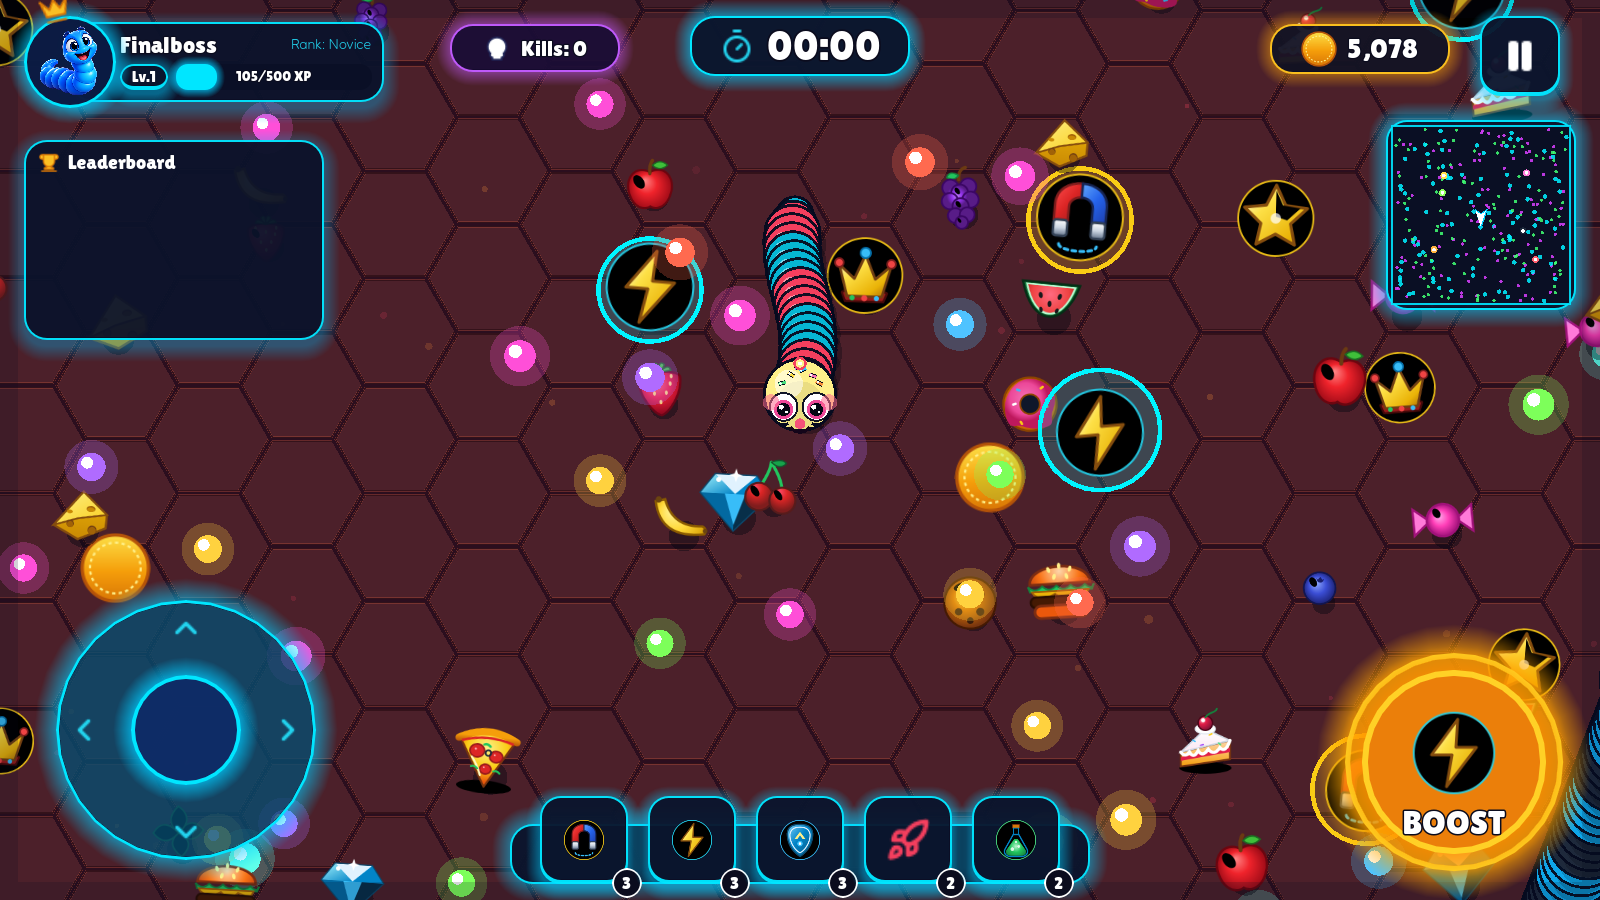 Finalboss
Rank: Novice
Lv.1
105/500 XP
Kills: 0
00:00
5,078
Leaderboard
BOOST
3
3
3
2
2